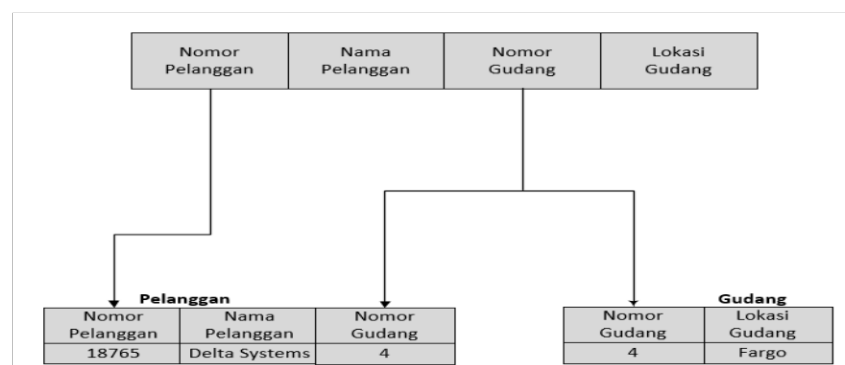 Nomor Pelanggan
Nama Pelanggan
Nomor Gudang
Lokasi Gudang
Pelanggan
Nomor Pelanggan
Nama Pelanggan
Nomor Gudang
18765
Delta Systems
4
Gudang
Nomor Gudang
Lokasi Gudang
4
Fargo